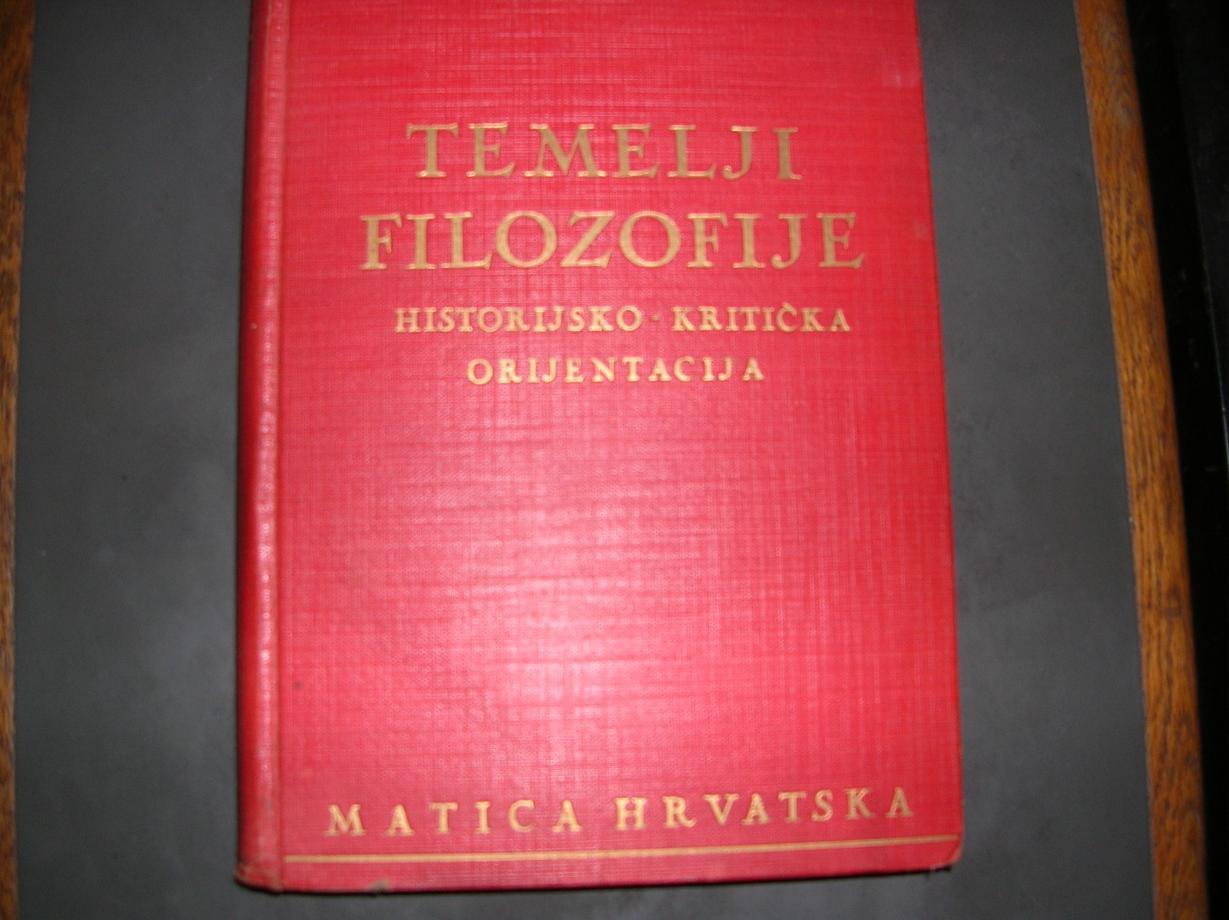 TEMELJI
FILOZOFIJE
HISTORIJSKO-KRITIČKA
ORIJENTACIJA
MATICA HRVATSKA